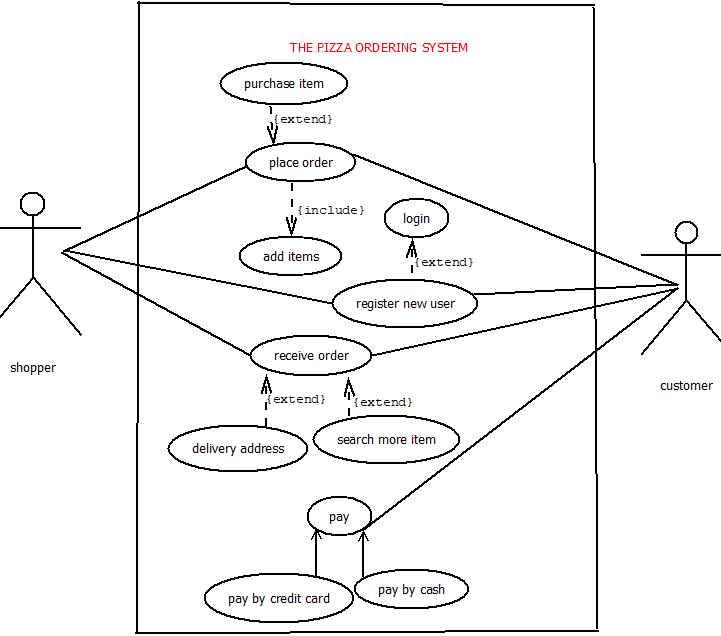 THE PIZZA ORDERING SYSTEM
purchase item
{extend}
place order
{include}
login
add items
{extend}
register new user
receive order
shopper
customer
{extend}
{extend}
search more item
delivery address
pay
pay by cash
pay by credit card